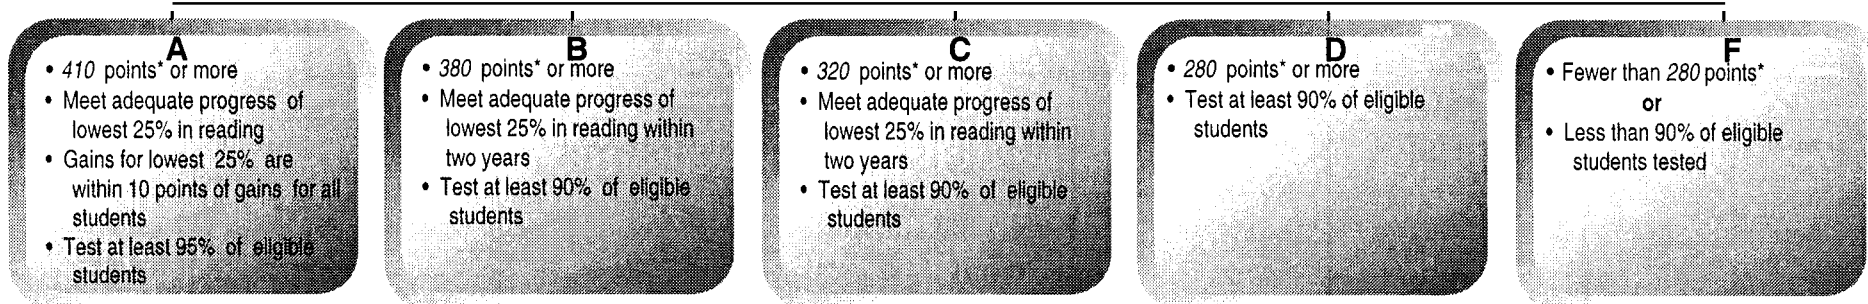 A
• 410 points* or more
• Meet adequate progress of
lowest 25% in reading
• Gains for lowest 25% are
within 10 points of gains for all
students
• Test at least 95% of eligible
students
B
• 380 points* or more
• Meet adequate progress of
lowest 25% in reading within
two years
• Test at least 90% of eligible
students
C
• 320 points* or more
• Meet adequate progress of
lowest 25% in reading within
two years
• Test at least 90% of eligible
students
D
• 280 points* or more
• Test at least 90% of eligible
students
F
• Fewer than 280 points*
or
• Less than 90% of eligible
students tested